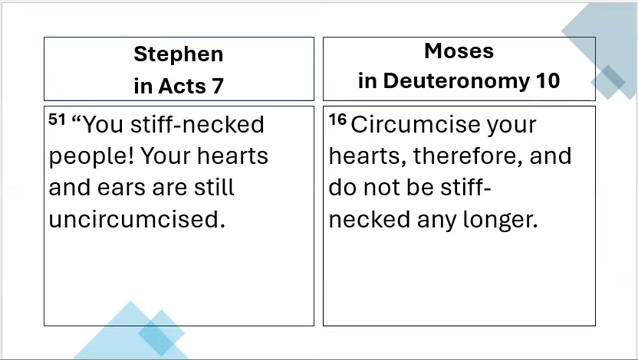 Stephen
in Acts 7
Moses
in Deuteronomy 10
51 “You stiff-necked
people! Your hearts
and ears are still
uncircumcised.
16 Circumcise your
hearts, therefore, and
do not be stiff-
necked any longer.